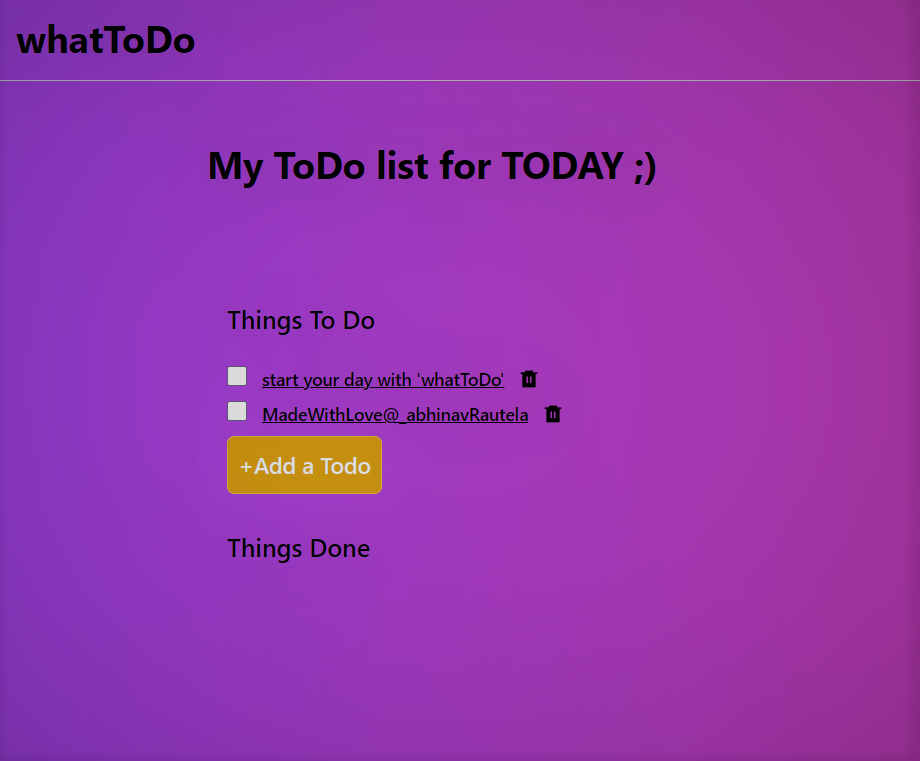 whatToDo
My ToDo list for TODAY ;)
Things To Do
start your day with 'whatToDo'
MadeWithLove@_abhinavRautela
+Add a Todo
Things Done